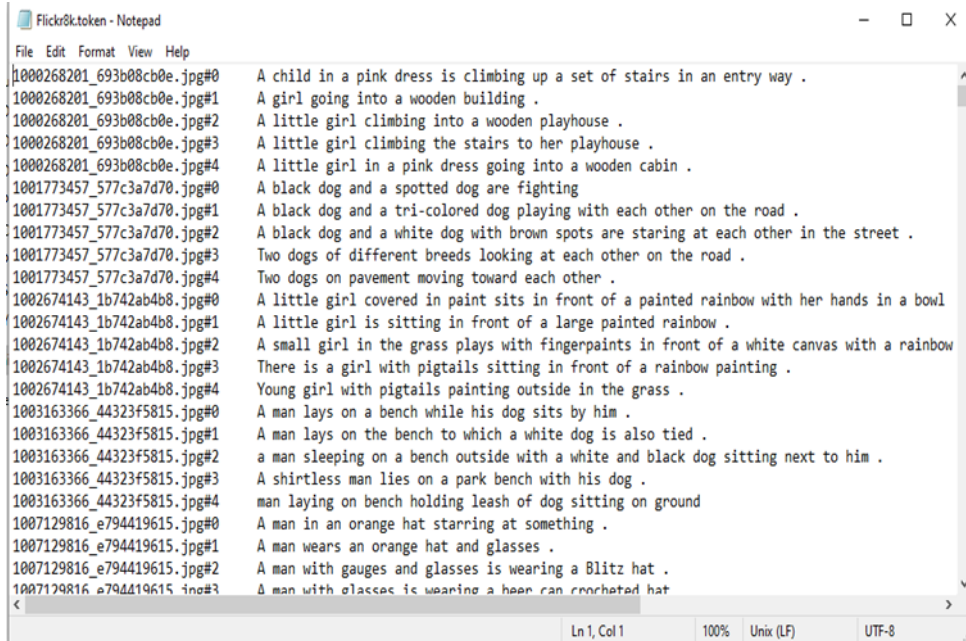 Flickr8k.token - Notepad
File Edit Format View Help
1000268201_693b08cb0e.jpg#0 A child in a pink dress is climbing up a set of stairs in an entry way .
1000268201_693b08cb0e.jpg#1 A girl going into a wooden building .
1000268201_693b08cb0e.jpg#2 A little girl climbing into a wooden playhouse .
1000268201_693b08cb0e.jpg#3 A little girl climbing the stairs to her playhouse .
1000268201_693b08cb0e.jpg#4 A little girl in a pink dress going into a wooden cabin .
1001773457_577c3a7d70.jpg#0 A black dog and a spotted dog are fighting
1001773457_577c3a7d70.jpg#1 A black dog and a tri-colored dog playing with each other on the road .
1001773457_577c3a7d70.jpg#2 A black dog and a white dog with brown spots are staring at each other in the street .
1001773457_577c3a7d70.jpg#3 Two dogs of different breeds looking at each other on the road .
1001773457_577c3a7d70.jpg#4 Two dogs on pavement moving toward each other .
1002674143_1b742ab4b8.jpg#0 A little girl covered in paint sits in front of a painted rainbow with her hands in a bowl
1002674143_1b742ab4b8.jpg#1 A little girl is sitting in front of a large painted rainbow .
1002674143_1b742ab4b8.jpg#2 A small girl in the grass plays with fingerpaints in front of a white canvas with a rainbow
1002674143_1b742ab4b8.jpg#3 There is a girl with pigtails sitting in front of a rainbow painting .
1002674143_1b742ab4b8.jpg#4 Young girl with pigtails painting outside in the grass .
1003163366_44323f5815.jpg#0 A man lays on a bench while his dog sits by him .
1003163366_44323f5815.jpg#1 A man lays on the bench to which a white dog is also tied .
1003163366_44323f5815.jpg#2 a man sleeping on a bench outside with a white and black dog sitting next to him .
1003163366_44323f5815.jpg#3 A shirtless man lies on a park bench with his dog .
1003163366_44323f5815.jpg#4 man laying on bench holding leash of dog sitting on ground
1007129816_e794419615.jpg#0 A man in an orange hat starring at something .
1007129816_e794419615.jpg#1 A man wears an orange hat and glasses .
1007129816_e794419615.jpg#2 A man with gauges and glasses is wearing a Blitz hat .
1007129816_e794419615.jpg#3 A man with glasses is wearing a beer can crocheted hat
Ln 1, Col 1 100% Unix (LF) UTF-8